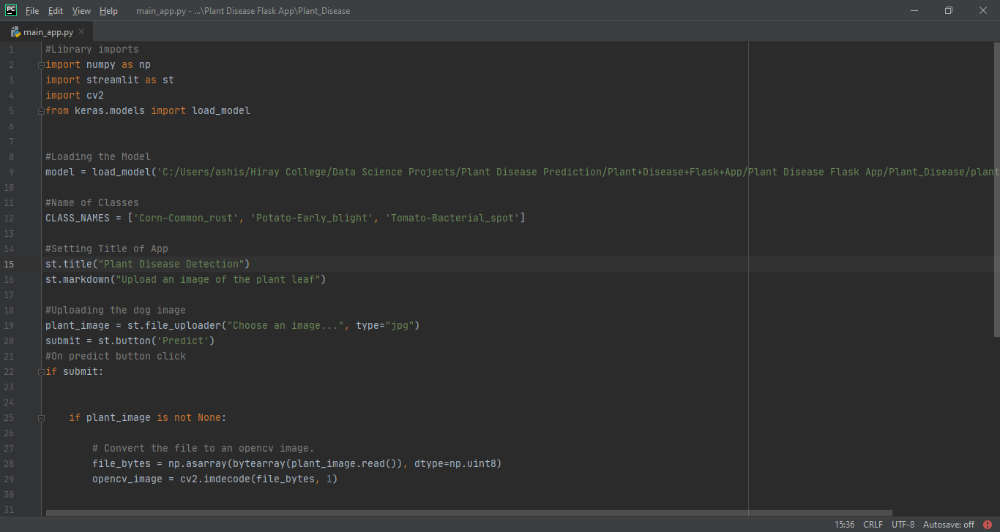 PC File Edit View Help main_app.py - ...\Plant Disease Flask App\Plant_Disease
main_app.py
1 #Library imports
2 import numpy as np
3 import streamlit as st
4 import cv2
5 from keras.models import load_model
6
7
8 #Loading the Model
9 model = load_model('C:/Users/ashis/Hiray College/Data Science Projects/Plant Disease Prediction/Plant+Disease+Flask+App/Plant Disease Flask App/Plant_Disease/plant
10
11 #Name of Classes
12 CLASS_NAMES = ['Corn-Common_rust', 'Potato-Early_blight', 'Tomato-Bacterial_spot']
13
14 #Setting Title of App
15 st.title("Plant Disease Detection")
16 st.markdown("Upload an image of the plant leaf")
17
18 #Uploading the dog image
19 plant_image = st.file_uploader("Choose an image...", type="jpg")
20 submit = st.button('Predict')
21 #On predict button click
22 if submit:
23
24
25 if plant_image is not None:
26
27 # Convert the file to an opencv image.
28 file_bytes = np.asarray(bytearray(plant_image.read()), dtype=np.uint8)
29 opencv_image = cv2.imdecode(file_bytes, 1)
30
31
15:36 CRLF UTF-8 Autosave: off